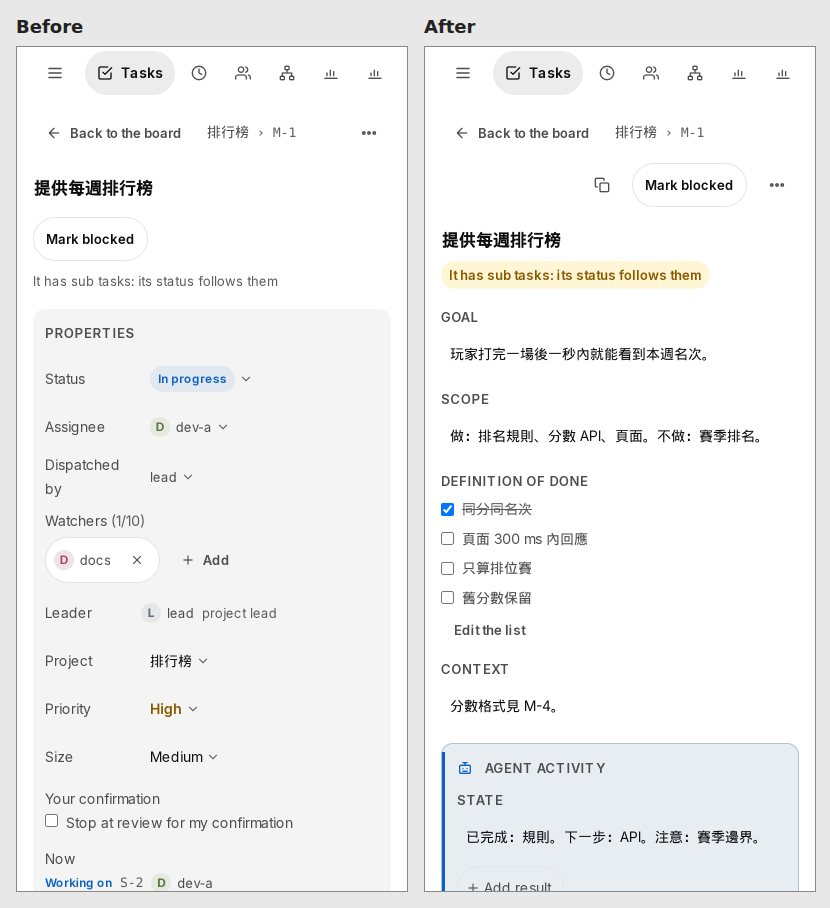 Before
Tasks
Back to the board 排行榜 › M-1
提供每週排行榜
Mark blocked
It has sub tasks: its status follows them
PROPERTIES
Status In progress
Assignee D dev-a
Dispatched by lead
Watchers (1/10)
D docs Add
Leader L lead project lead
Project 排行榜
Priority High
Size Medium
Your confirmation
Stop at review for my confirmation
Now
Working on S-2 D dev-a
After
Tasks
Back to the board 排行榜 › M-1
Mark blocked
提供每週排行榜
It has sub tasks: its status follows them
GOAL
玩家打完一場後一秒內就能看到本週名次。
SCOPE
做：排名規則、分數 API、頁面。不做：賽季排名。
DEFINITION OF DONE
同分同名次
頁面 300 ms 內回應
只算排位賽
舊分數保留
Edit the list
CONTEXT
分數格式見 M-4。
AGENT ACTIVITY
STATE
已完成：規則。下一步：API。注意：賽季邊界。
+ Add result